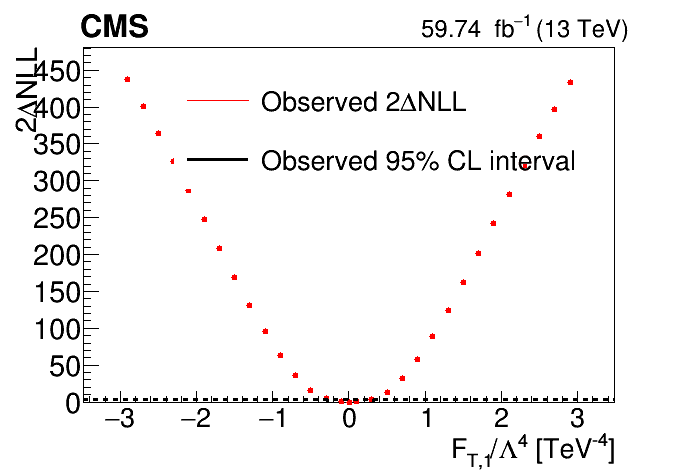 CMS 59.74 fb⁻¹ (13 TeV)
2ΔNLL
Observed 2ΔNLL
Observed 95% CL interval
450
400
350
300
250
200
150
100
50
0
−3 −2 −1 0 1 2 3
F_T,1/Λ⁴ [TeV⁻⁴]